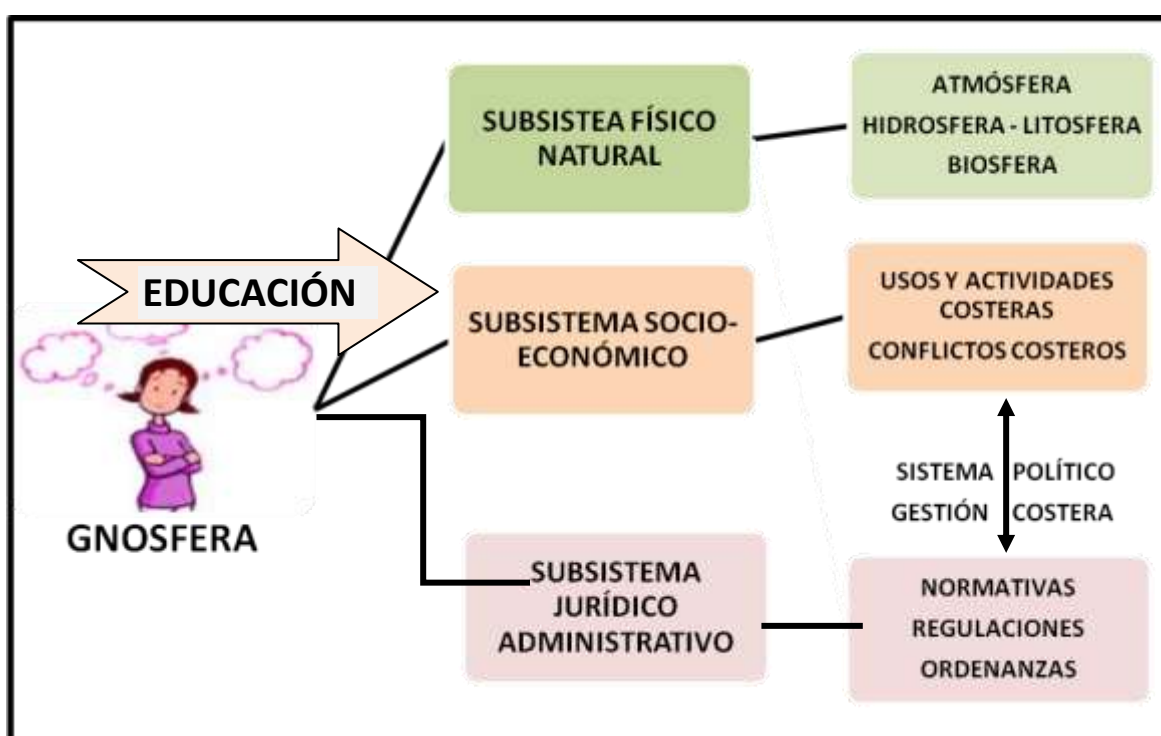 SUBSISTEA FÍSICO
NATURAL
ATMÓSFERA
HIDROSFERA - LITOSFERA
BIOSFERA
EDUCACIÓN
SUBSISTEMA SOCIO-
ECONÓMICO
USOS Y ACTIVIDADES
COSTERAS
CONFLICTOS COSTEROS
SISTEMA POLÍTICO
GESTIÓN COSTERA
GNOSFERA
SUBSISTEMA
JURÍDICO
ADMINISTRATIVO
NORMATIVAS
REGULACIONES
ORDENANZAS